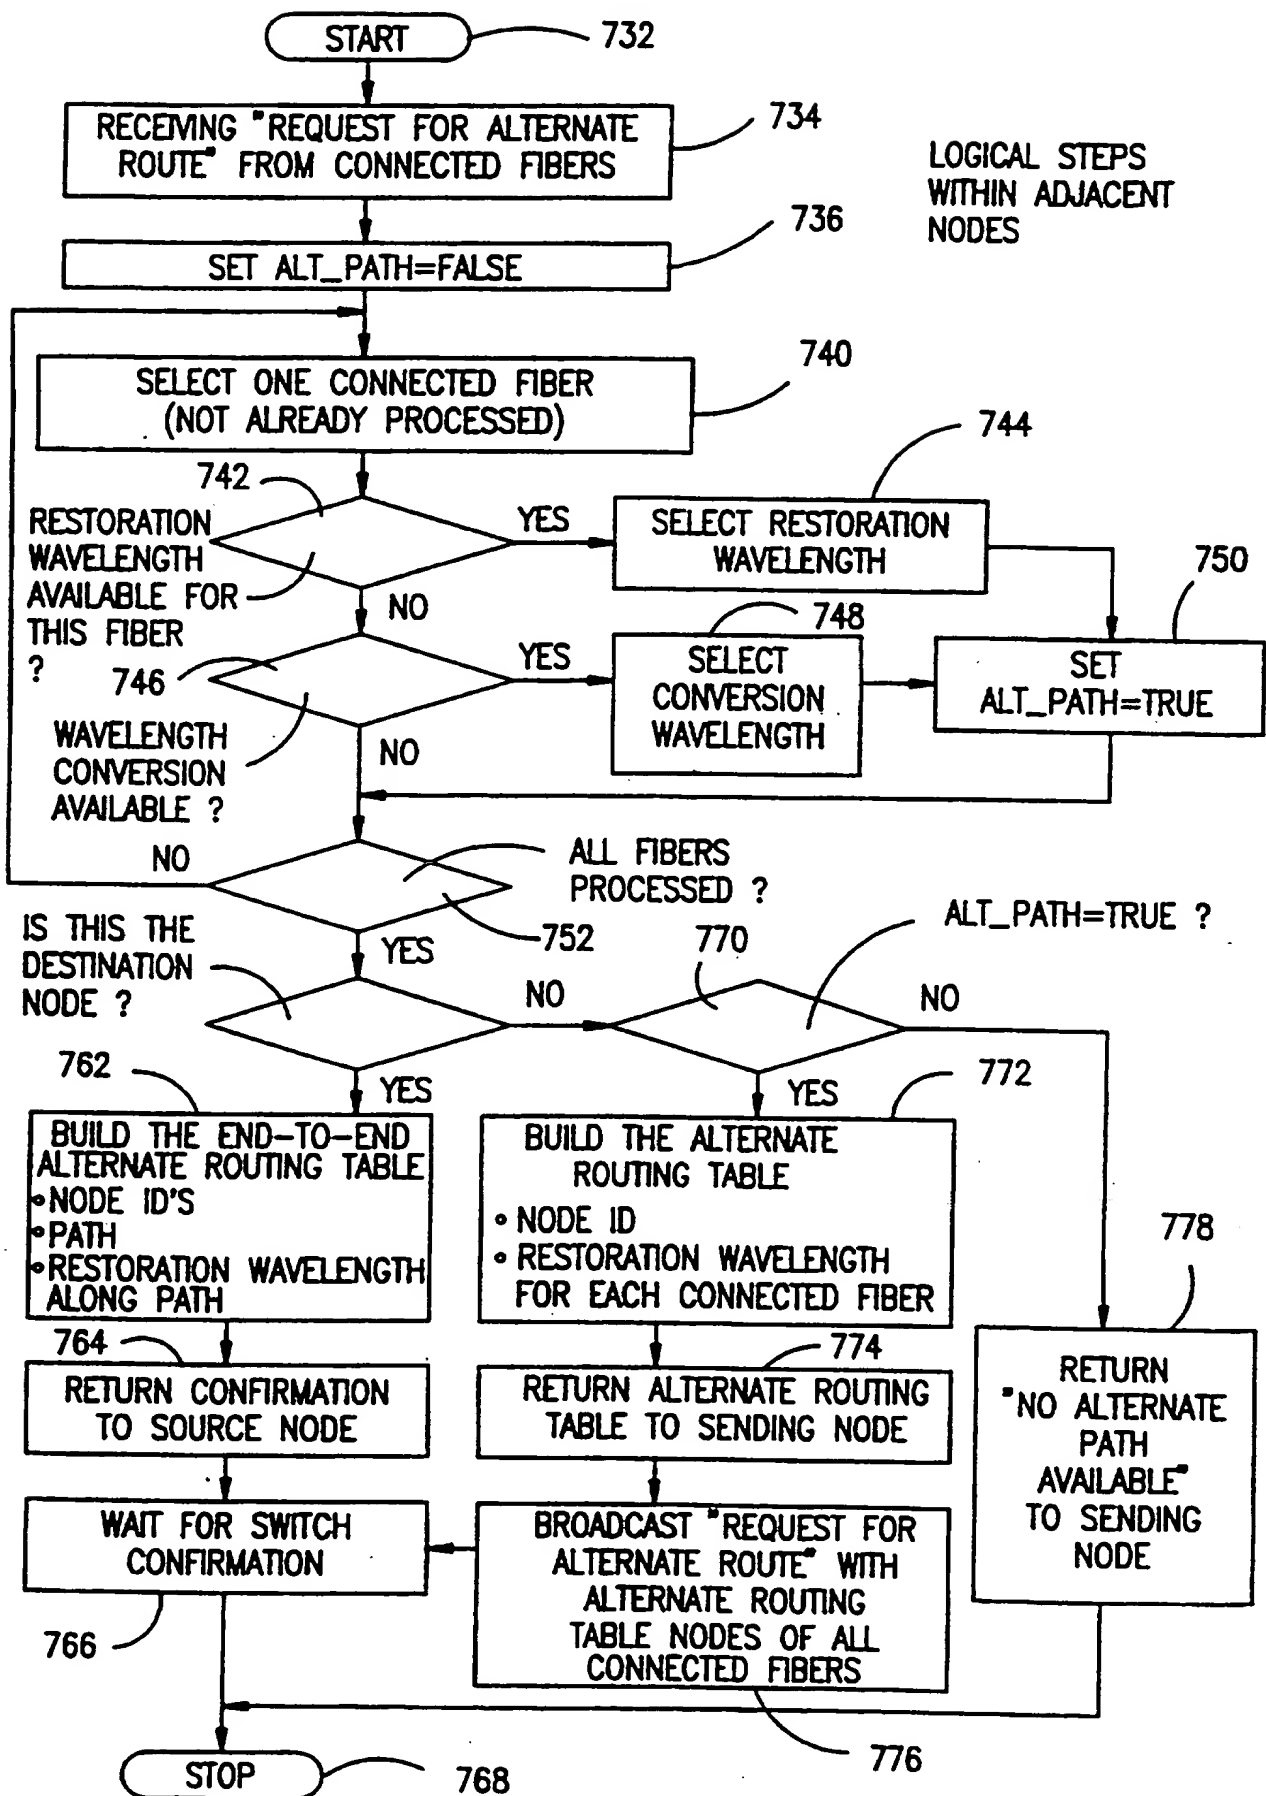 START
732
RECEIVING "REQUEST FOR ALTERNATE
ROUTE" FROM CONNECTED FIBERS
734
LOGICAL STEPS
WITHIN ADJACENT
NODES
736
SET ALT_PATH=FALSE
740
SELECT ONE CONNECTED FIBER
(NOT ALREADY PROCESSED)
744
742
RESTORATION
WAVELENGTH
AVAILABLE FOR
THIS FIBER
?
YES
SELECT RESTORATION
WAVELENGTH
750
NO
748
746
YES
SELECT
CONVERSION
WAVELENGTH
SET
ALT_PATH=TRUE
WAVELENGTH
CONVERSION
AVAILABLE ?
NO
NO
ALL FIBERS
PROCESSED ?
752
YES
IS THIS THE
DESTINATION
NODE ?
770
ALT_PATH=TRUE ?
NO
NO
762
YES
YES
772
BUILD THE END-TO-END
ALTERNATE ROUTING TABLE
• NODE ID'S
• PATH
• RESTORATION WAVELENGTH
ALONG PATH
BUILD THE ALTERNATE
ROUTING TABLE
• NODE ID
• RESTORATION WAVELENGTH
FOR EACH CONNECTED FIBER
778
764
RETURN CONFIRMATION
TO SOURCE NODE
774
RETURN ALTERNATE ROUTING
TABLE TO SENDING NODE
RETURN
"NO ALTERNATE
PATH
AVAILABLE"
TO SENDING
NODE
WAIT FOR SWITCH
CONFIRMATION
766
BROADCAST "REQUEST FOR
ALTERNATE ROUTE" WITH
ALTERNATE ROUTING
TABLE NODES OF ALL
CONNECTED FIBERS
776
STOP
768